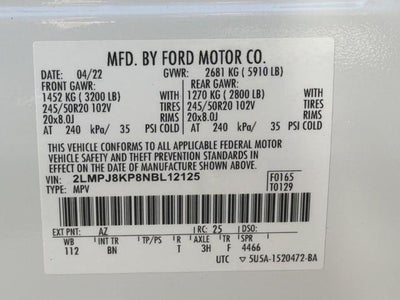 MFD. BY FORD MOTOR CO.
DATE: 04/22 GVWR: 2681 KG (5910 LB)
FRONT GAWR: REAR GAWR:
1452 KG (3200 LB) WITH 1270 KG (2800 LB) WITH
245/50R20 102V TIRES 245/50R20 102V TIRES
20x8.0J RIMS 20x8.0J RIMS
AT 240 kPa/ 35 PSI COLD AT 240 kPa/ 35 PSI COLD
THIS VEHICLE CONFORMS TO ALL APPLICABLE FEDERAL MOTOR
VEHICLE SAFETY AND THEFT PREVENTION STANDARDS IN
EFFECT ON THE DATE OF MANUFACTURE SHOWN ABOVE.
VIN: 2LMPJ8KP8NBL12125 F0165
TYPE: MPV T0129
EXT PNT: AZ RC: 25 DSO:
WB INT TR TP/PS R AXLE TR SPR
112 BN T 3H F 4466
UTC ▽ 5U5A-1520472-BA